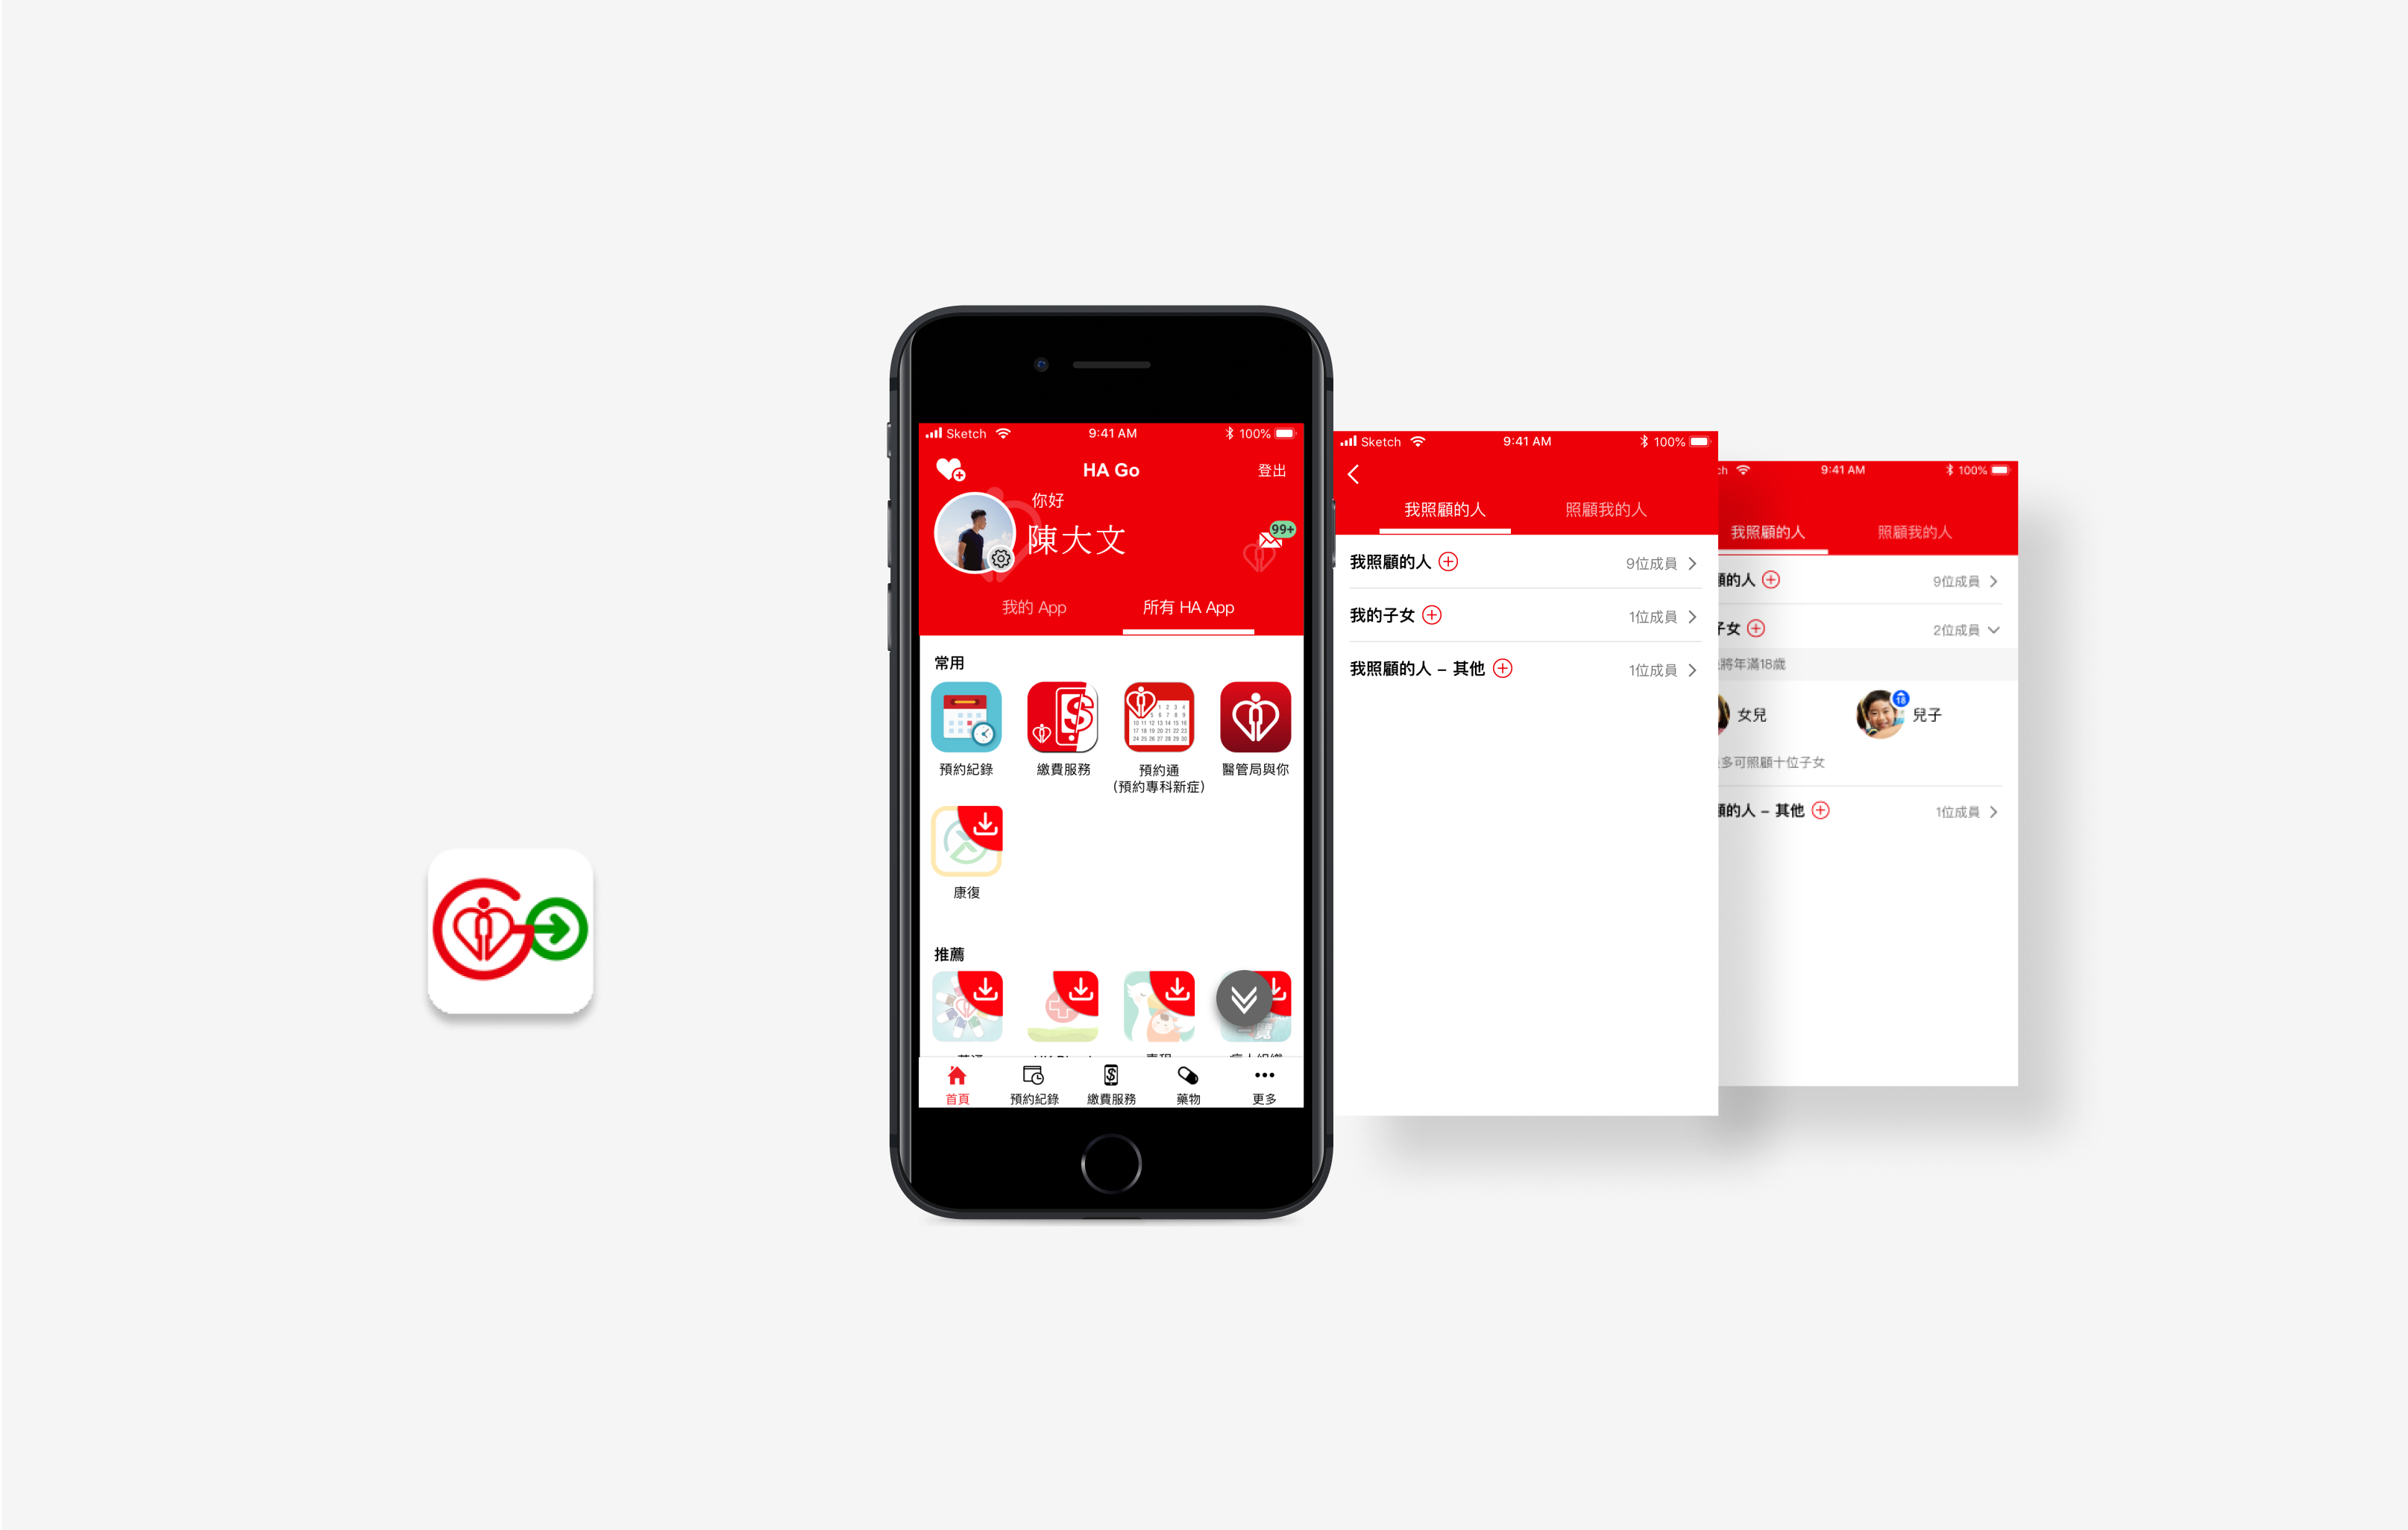 Sketch 9:41 AM 100%
HA Go 登出
你好
陳大文
99+
我的 App 所有 HA App
常用
預約紀錄 繳費服務 預約通 醫管局與你
(預約專科新症)
康復
推薦
首頁 預約紀錄 繳費服務 藥物 更多
Sketch 9:41 AM 100%
我照顧的人 照顧我的人
我照顧的人 9位成員
我的子女 1位成員
我照顧的人 – 其他 1位成員
9:41 AM 100%
我照顧的人 照顧我的人
的人 9位成員
子女 2位成員
將年滿18歲
18
女兒 兒子
多可照顧十位子女
的人 – 其他 1位成員